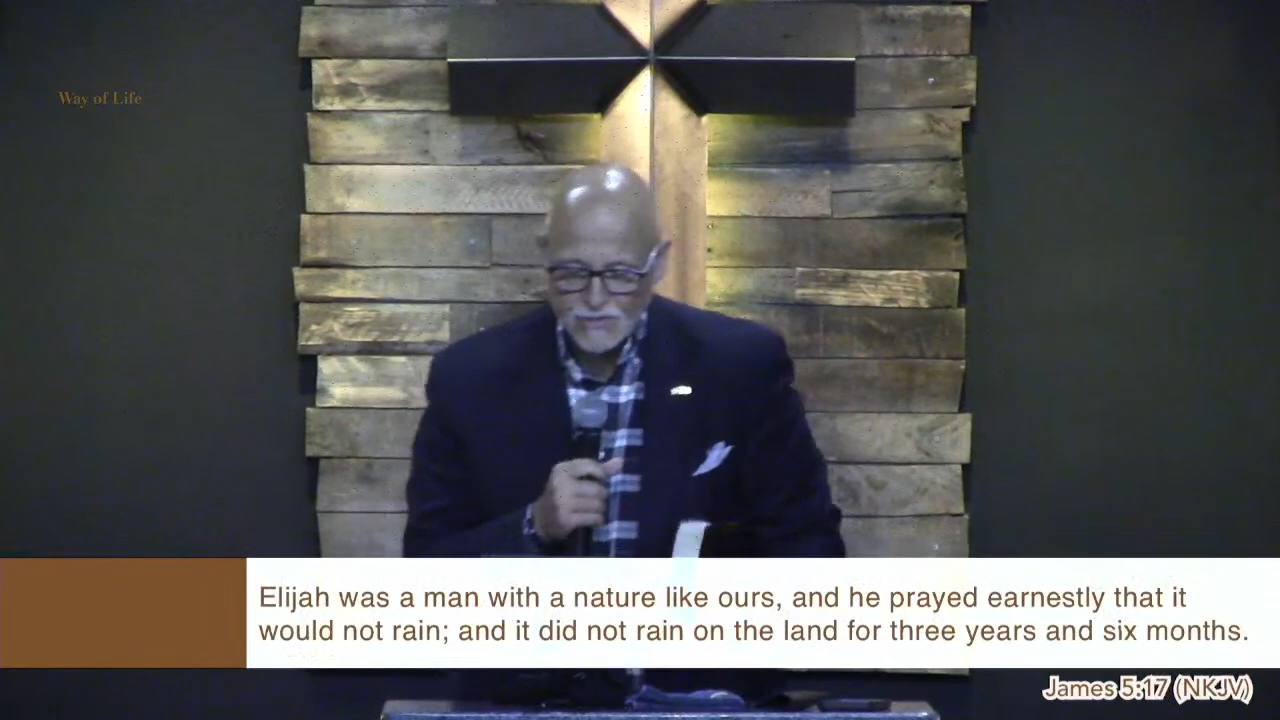 Way of Life
Elijah was a man with a nature like ours, and he prayed earnestly that it
would not rain; and it did not rain on the land for three years and six months.
James 5:17 (NKJV)